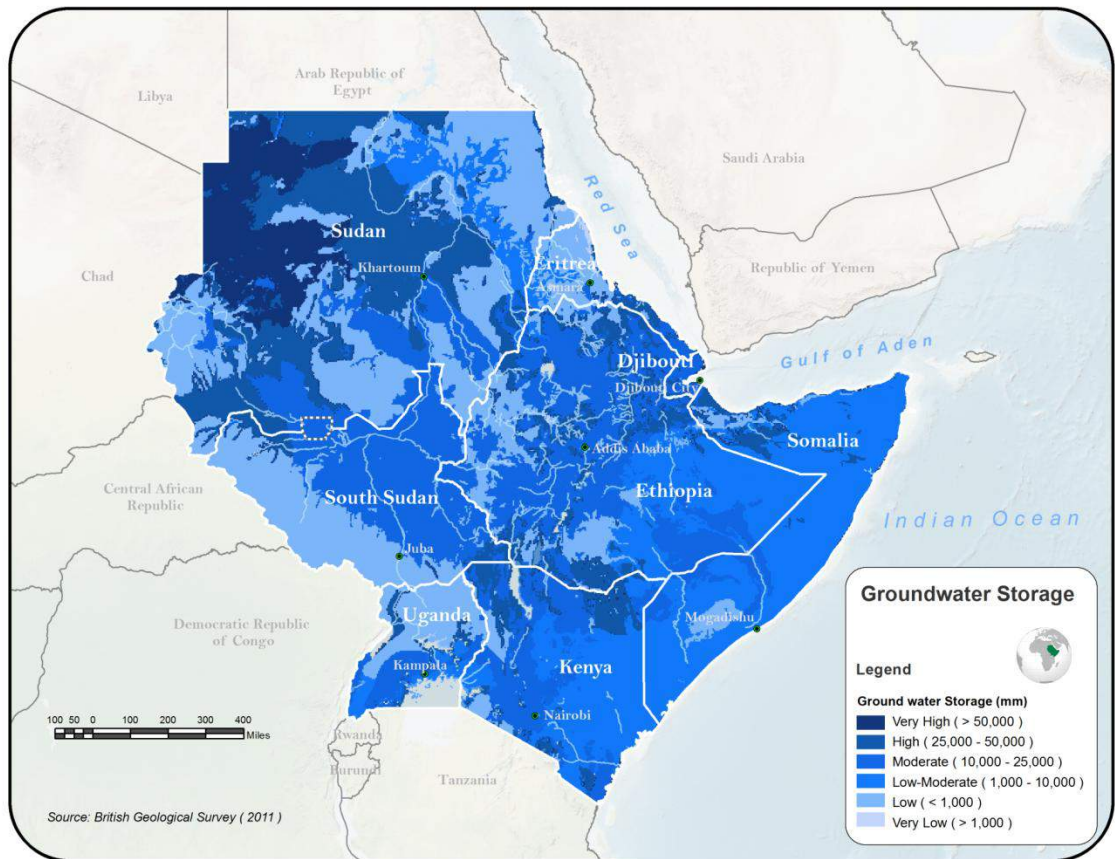 Arab Republic of
Egypt
Libya
Saudi Arabia
Red Sea
Sudan
Khartoum
Eritrea
Asmara
Republic of Yemen
Chad
Gulf of Aden
Djibouti
Djibouti City
Somalia
Addis Ababa
Ethiopia
Central African
Republic
South Sudan
Juba
Indian Ocean
Uganda
Mogadishu
Democratic Republic
of Congo
Kampala
Kenya
Nairobi
Rwanda
Burundi
Tanzania
100 50 0 100 200 300 400
Miles
Source: British Geological Survey ( 2011 )
Groundwater Storage
Legend
Ground water Storage (mm)
Very High ( > 50,000 )
High ( 25,000 - 50,000 )
Moderate ( 10,000 - 25,000 )
Low-Moderate ( 1,000 - 10,000 )
Low ( < 1,000 )
Very Low ( > 1,000 )